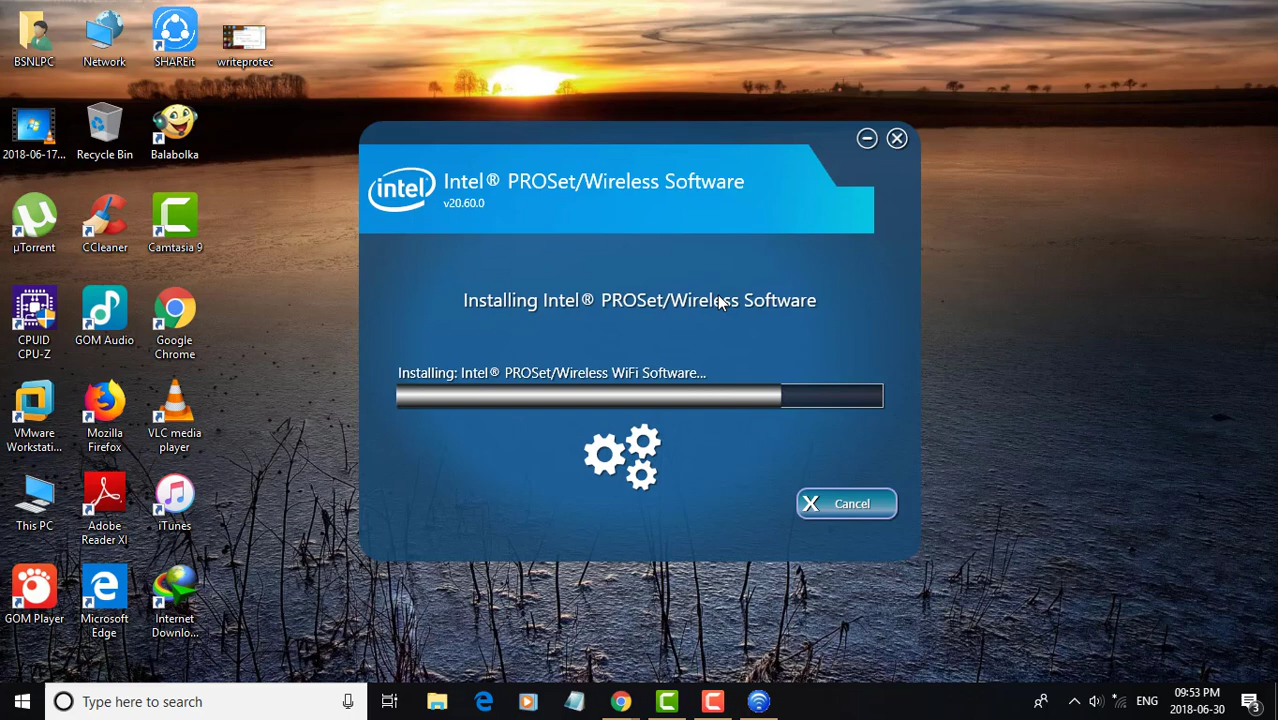 BSNLPC
Network
SHAREit
writeprotec
2018-06-17...
Recycle Bin
Balabolka
µTorrent
CCleaner
Camtasia 9
CPUID
CPU-Z
GOM Audio
Google
Chrome
VMware
Workstati...
Mozilla
Firefox
VLC media
player
This PC
Adobe
Reader XI
iTunes
GOM Player
Microsoft
Edge
Internet
Downlo...
intel
Intel® PROSet/Wireless Software
v20.60.0
Installing Intel® PROSet/Wireless Software
Installing: Intel® PROSet/Wireless WiFi Software...
X Cancel
Type here to search
ENG
09:53 PM
2018-06-30
3